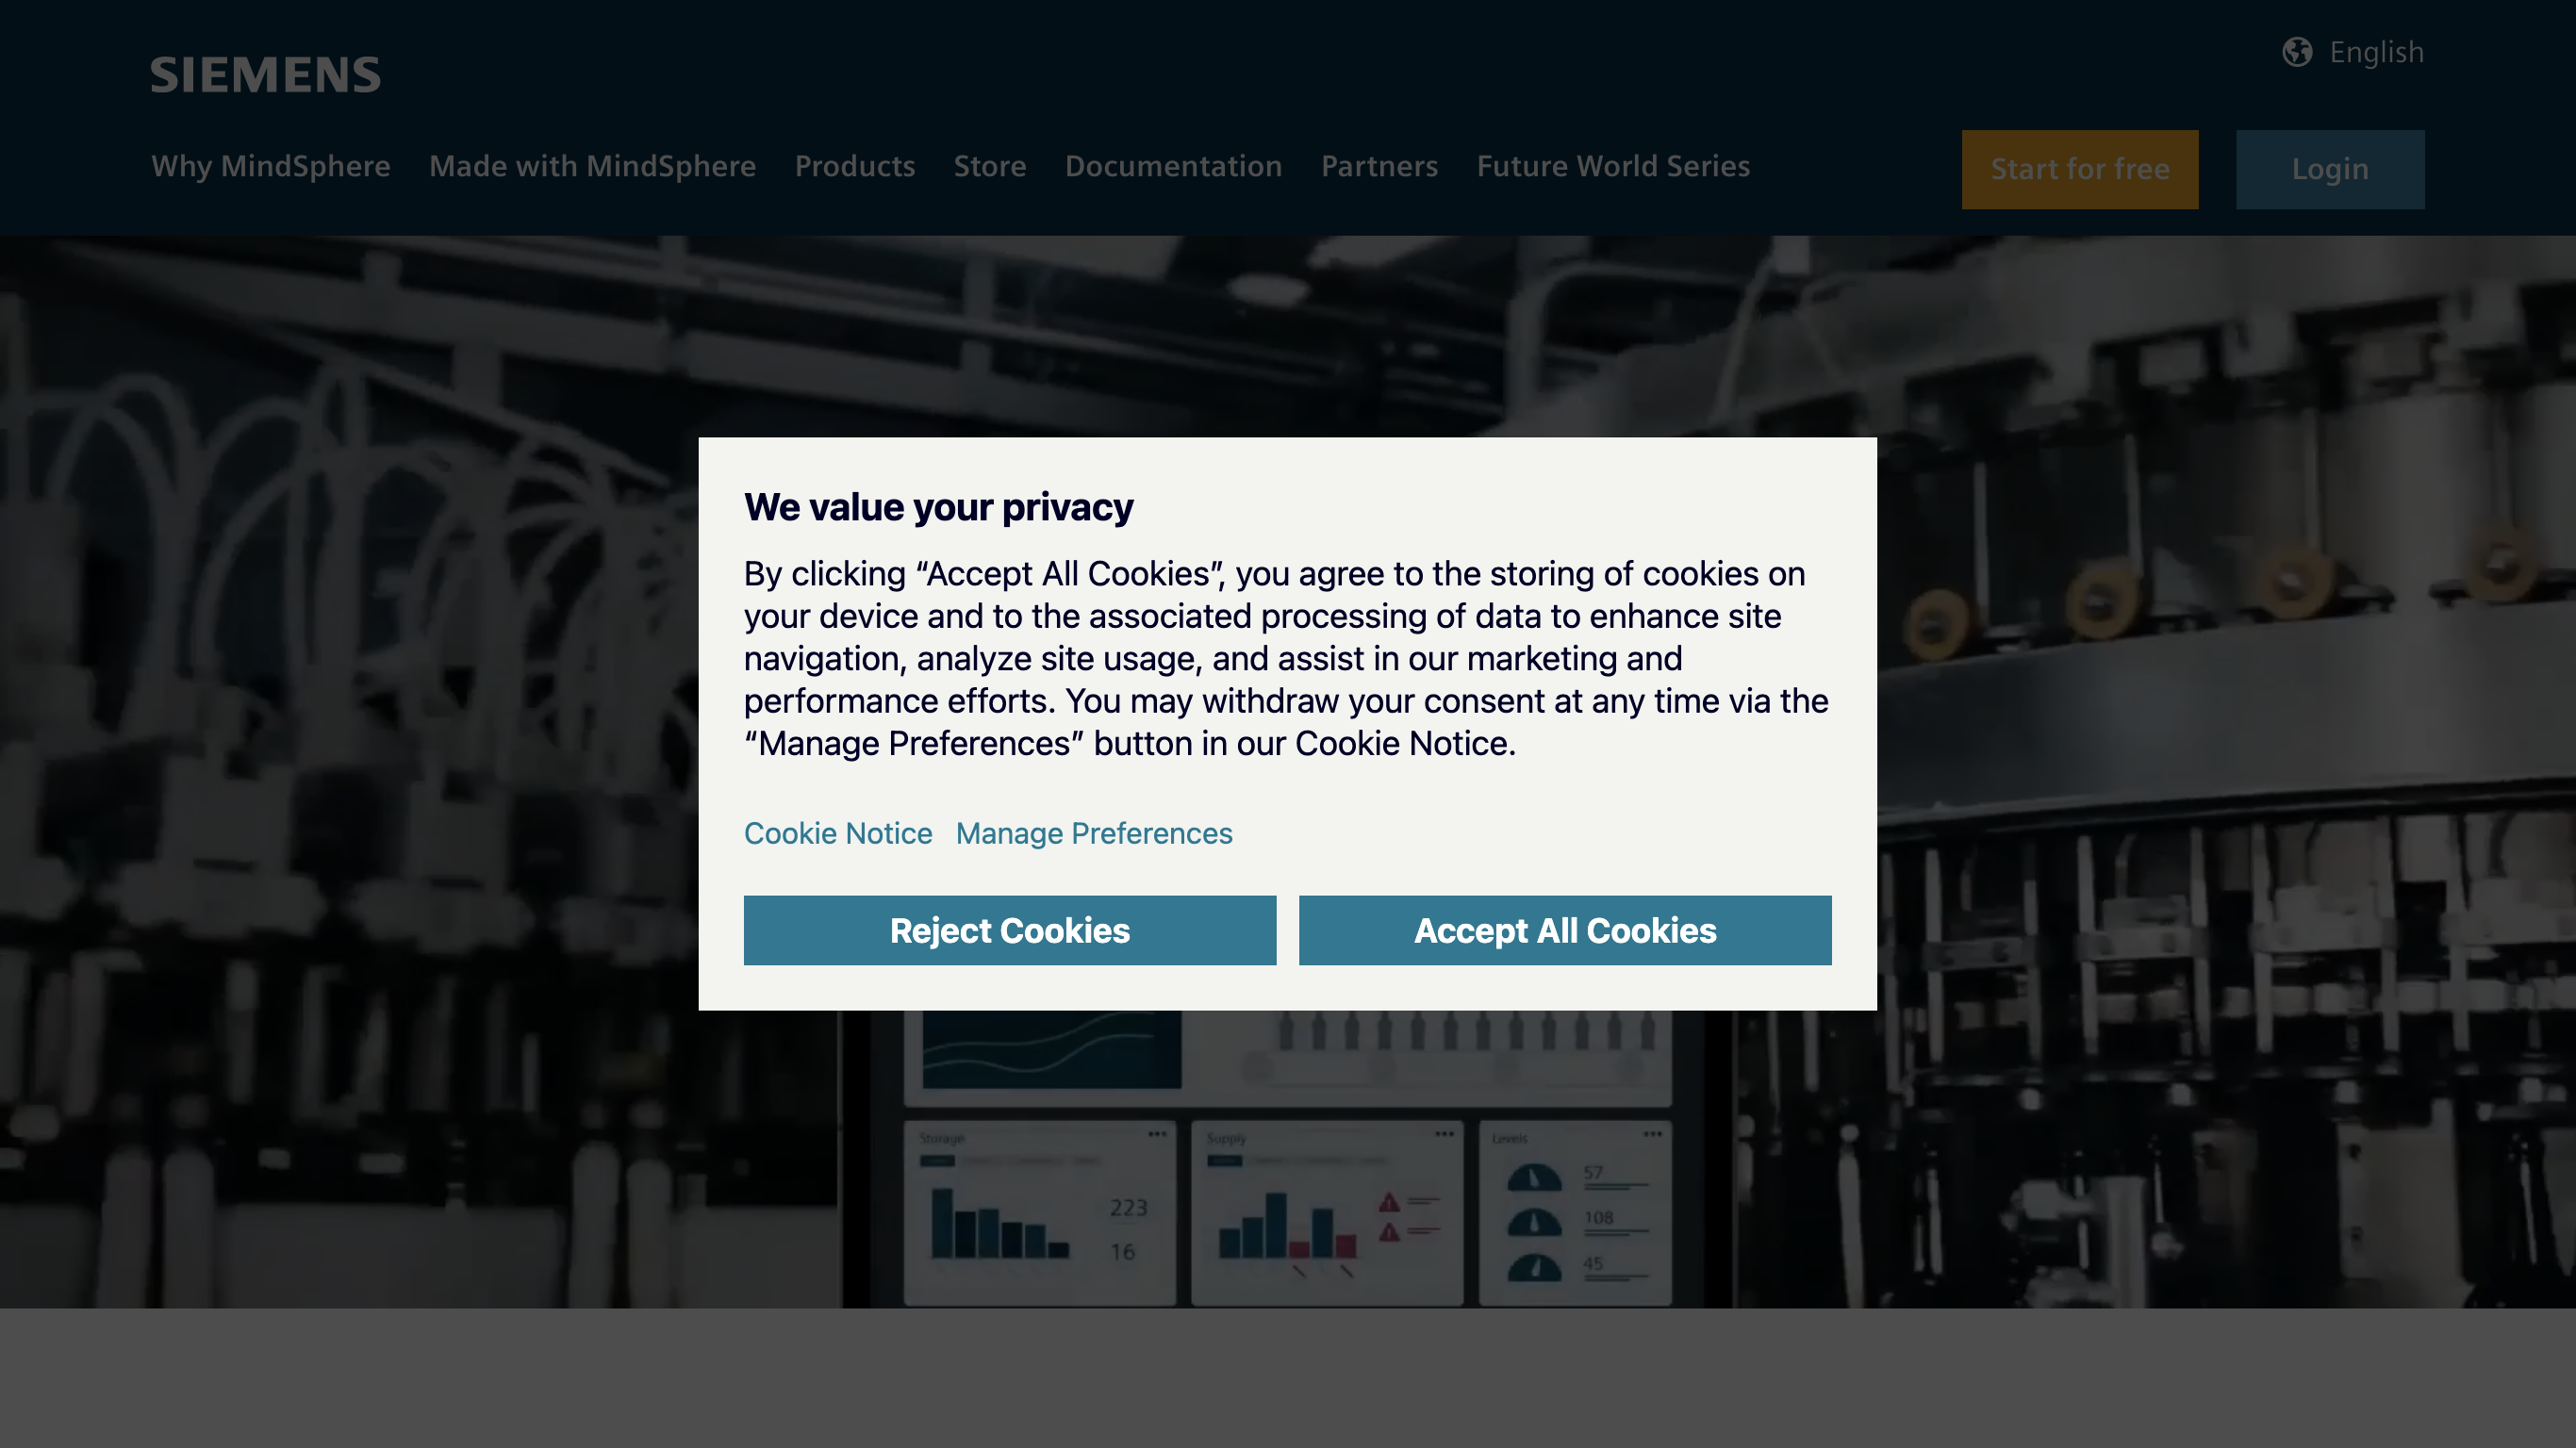 SIEMENS
English
Why MindSphere
Made with MindSphere
Products
Store
Documentation
Partners
Future World Series
Start for free
Login
We value your privacy
By clicking “Accept All Cookies”, you agree to the storing of cookies on
your device and to the associated processing of data to enhance site
navigation, analyze site usage, and assist in our marketing and
performance efforts. You may withdraw your consent at any time via the
“Manage Preferences” button in our Cookie Notice.
Cookie Notice
Manage Preferences
Reject Cookies
Accept All Cookies
Storage
223
16
Supply
Levels
57
108
45